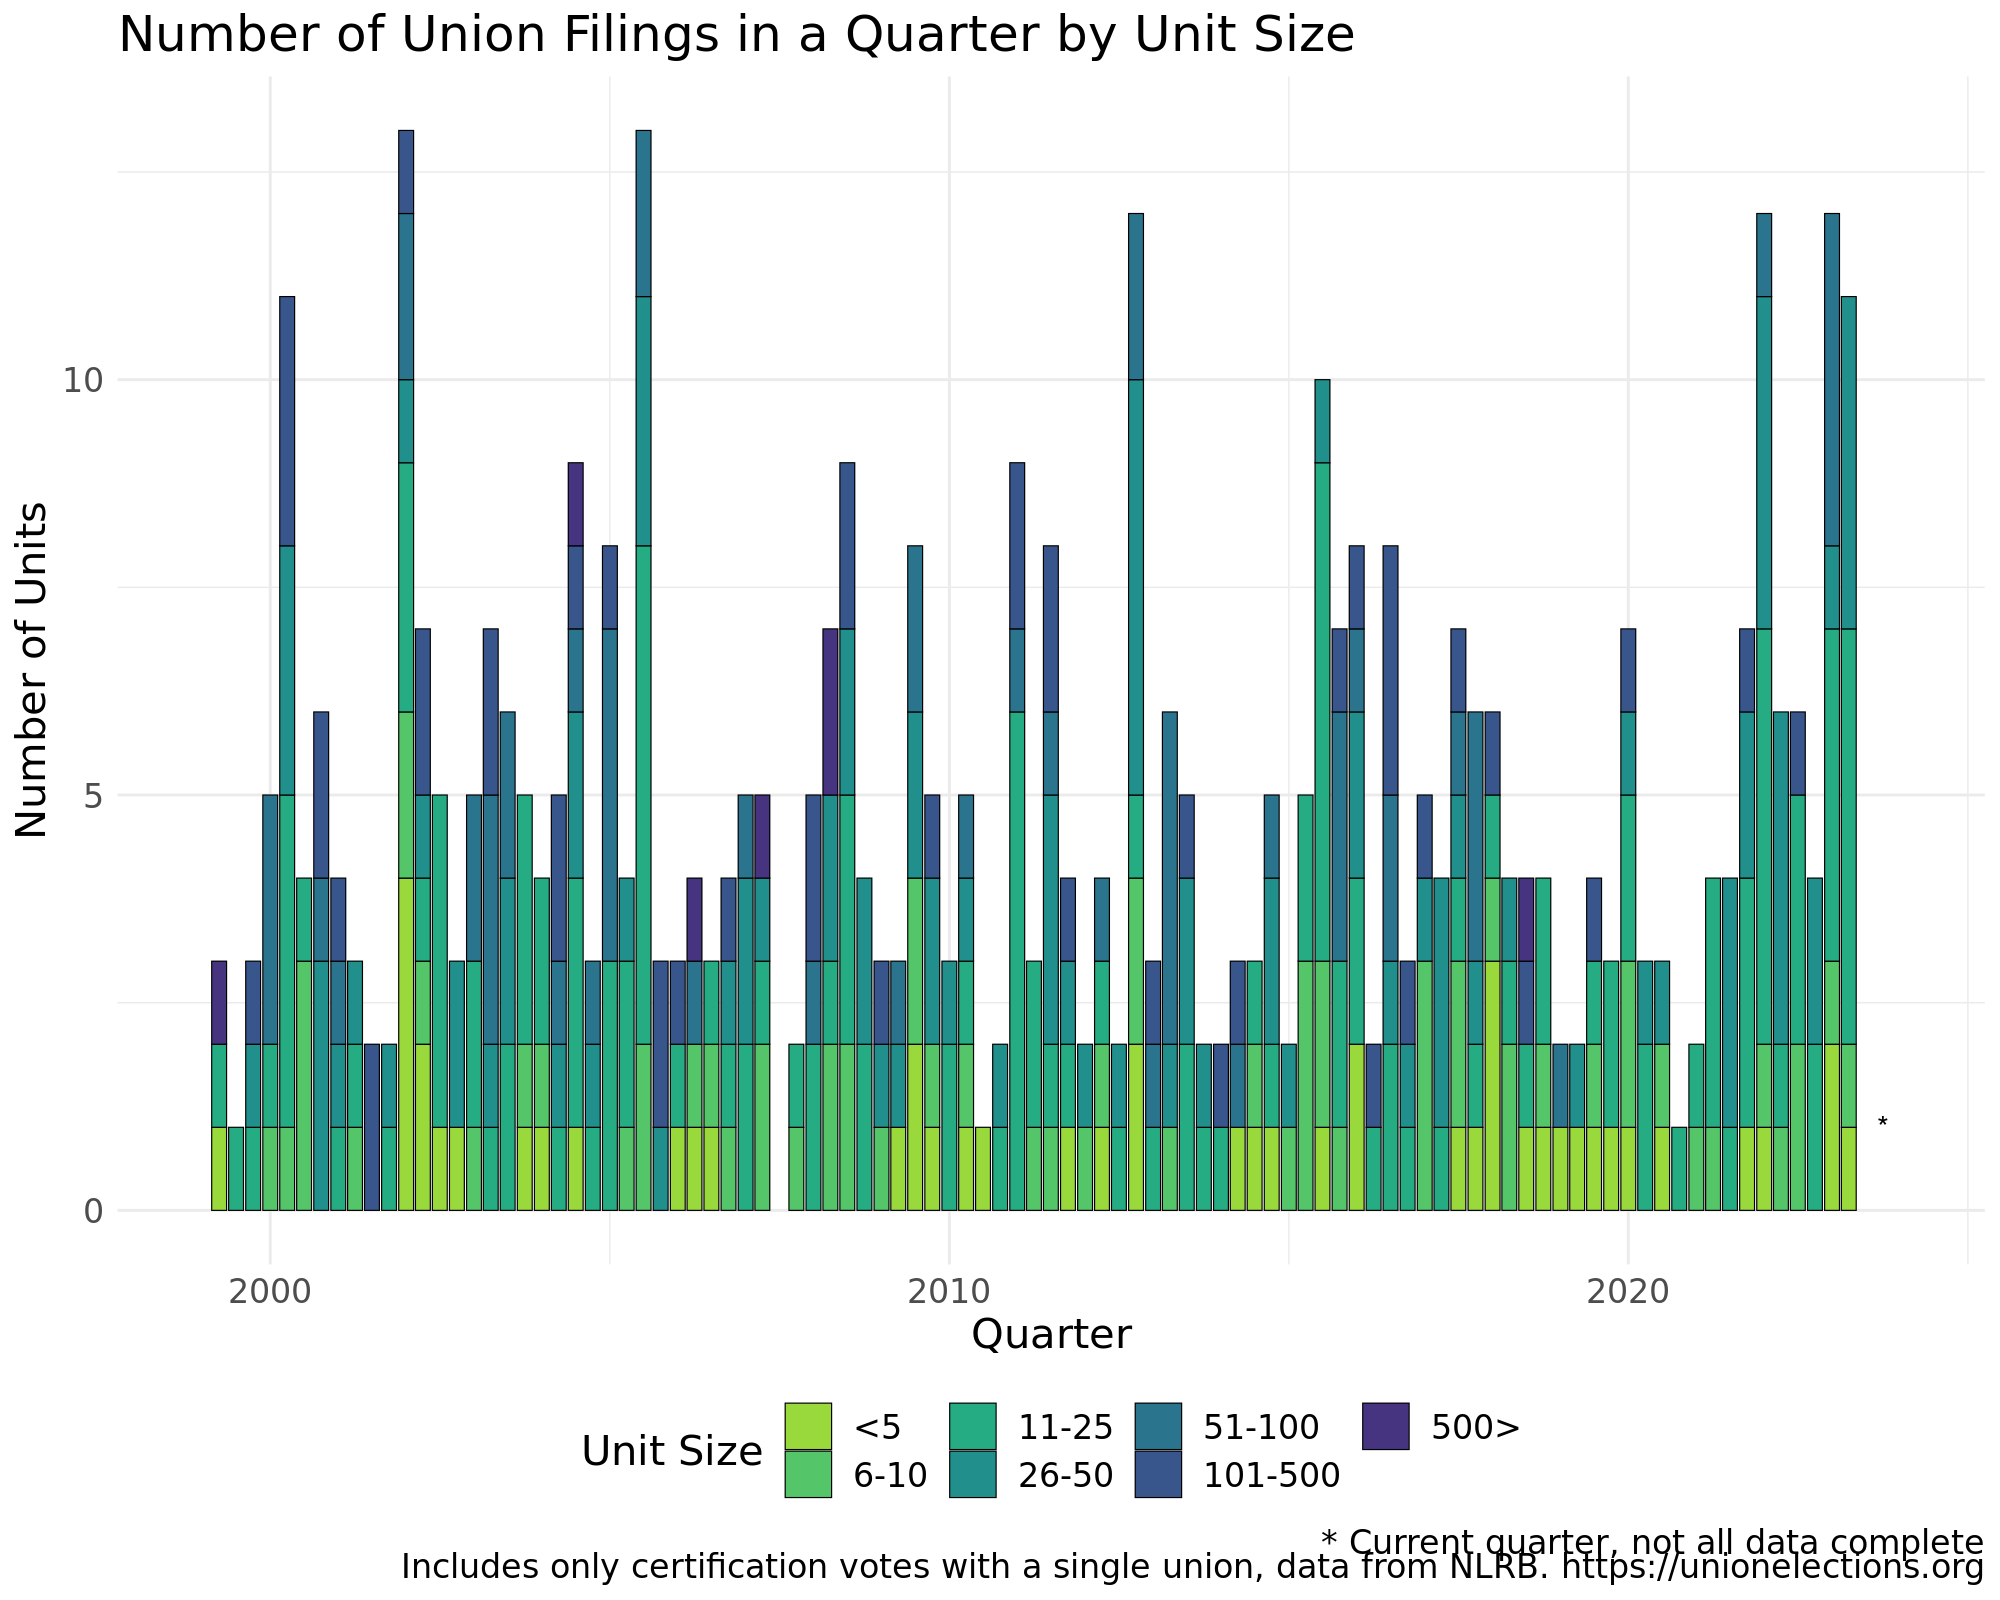 Number of Union Filings in a Quarter by Unit Size
Number of Units
10
5
0
*
2000 2010 2020
Quarter
Unit Size
<5 11-25 51-100 500>
6-10 26-50 101-500
* Current quarter, not all data complete
Includes only certification votes with a single union, data from NLRB. https://unionelections.org